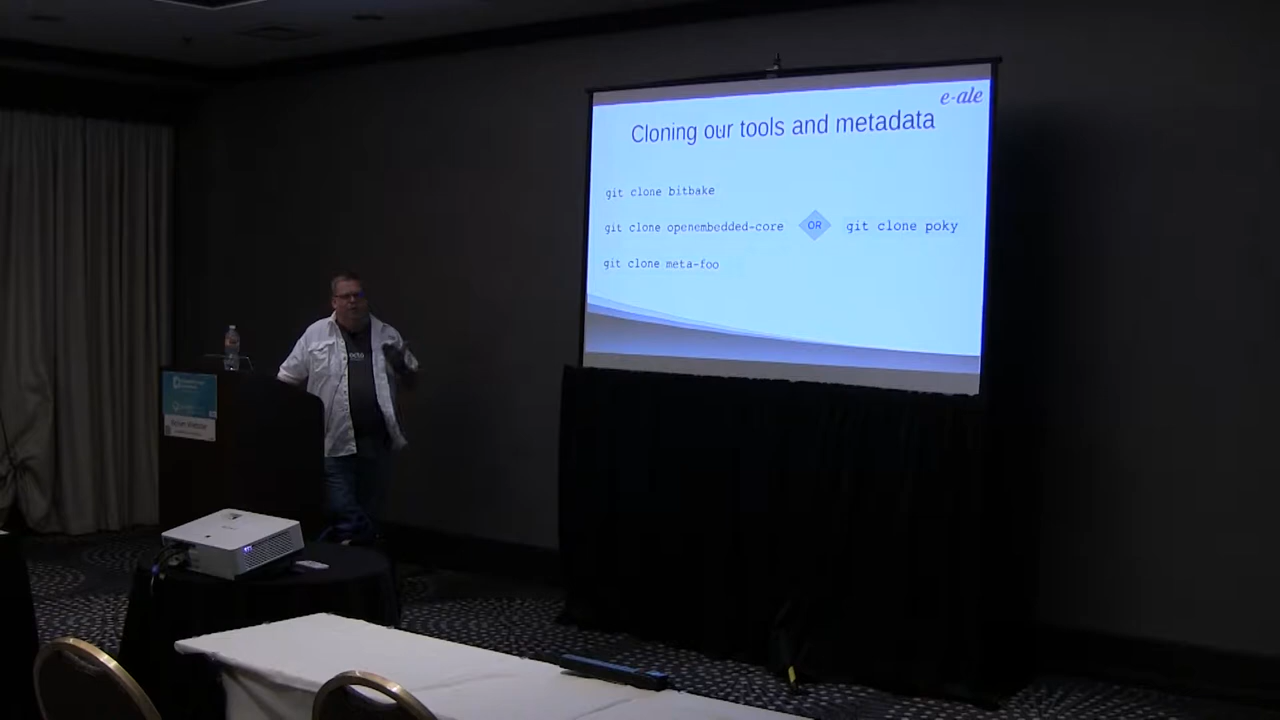 e-ale
Cloning our tools and metadata
git clone bitbake
git clone openembedded-core OR git clone poky
git clone meta-foo
octo